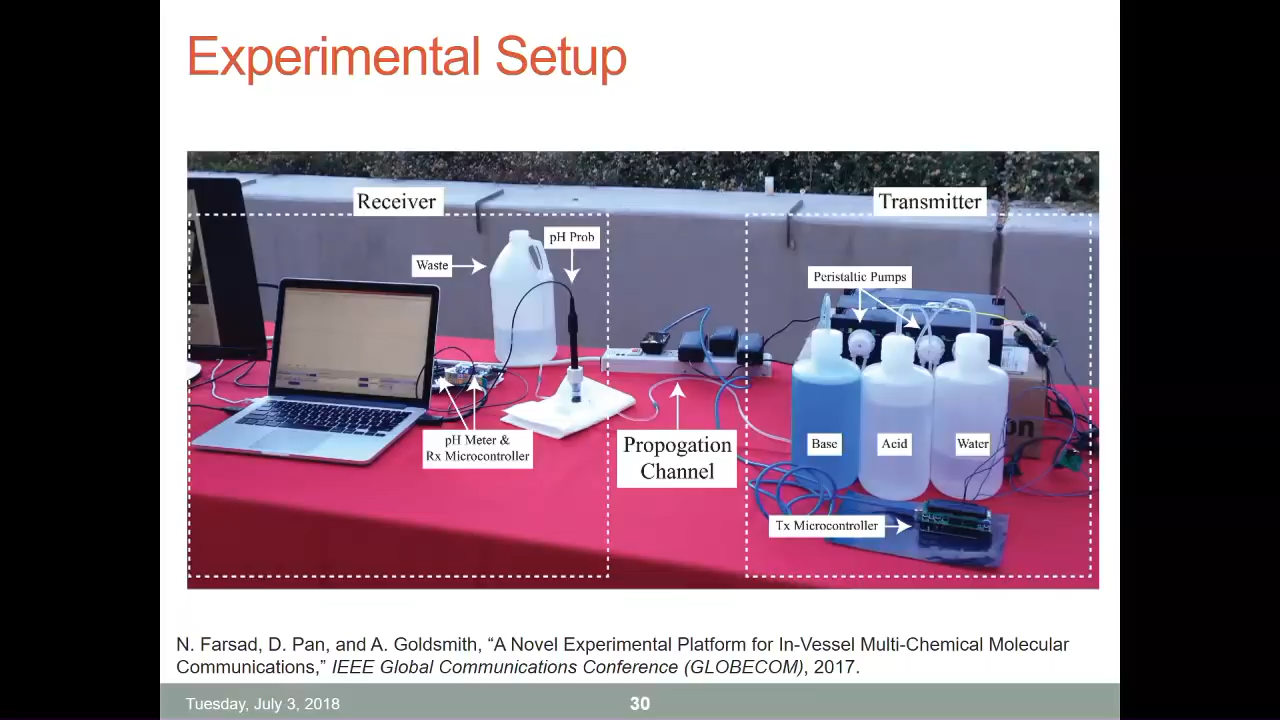 Experimental Setup
Receiver
Transmitter
pH Prob
Waste
Peristaltic Pumps
pH Meter &
Rx Microcontroller
Propogation
Channel
Base
Acid
Water
Tx Microcontroller
N. Farsad, D. Pan, and A. Goldsmith, “A Novel Experimental Platform for In-Vessel Multi-Chemical Molecular
Communications,” IEEE Global Communications Conference (GLOBECOM), 2017.
Tuesday, July 3, 2018
30